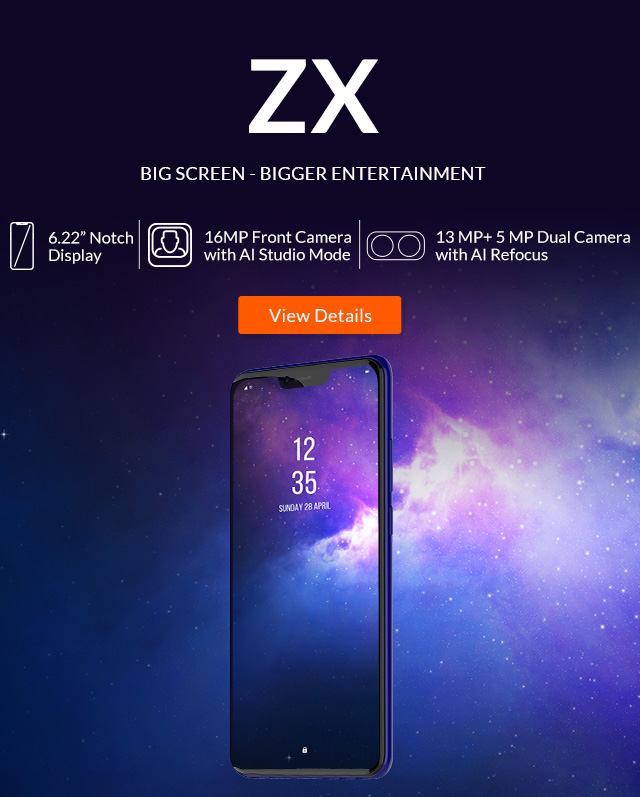 ZX
BIG SCREEN - BIGGER ENTERTAINMENT
6.22” Notch
Display
16MP Front Camera
with AI Studio Mode
13 MP+ 5 MP Dual Camera
with AI Refocus
View Details
12
35
SUNDAY 28 APRIL